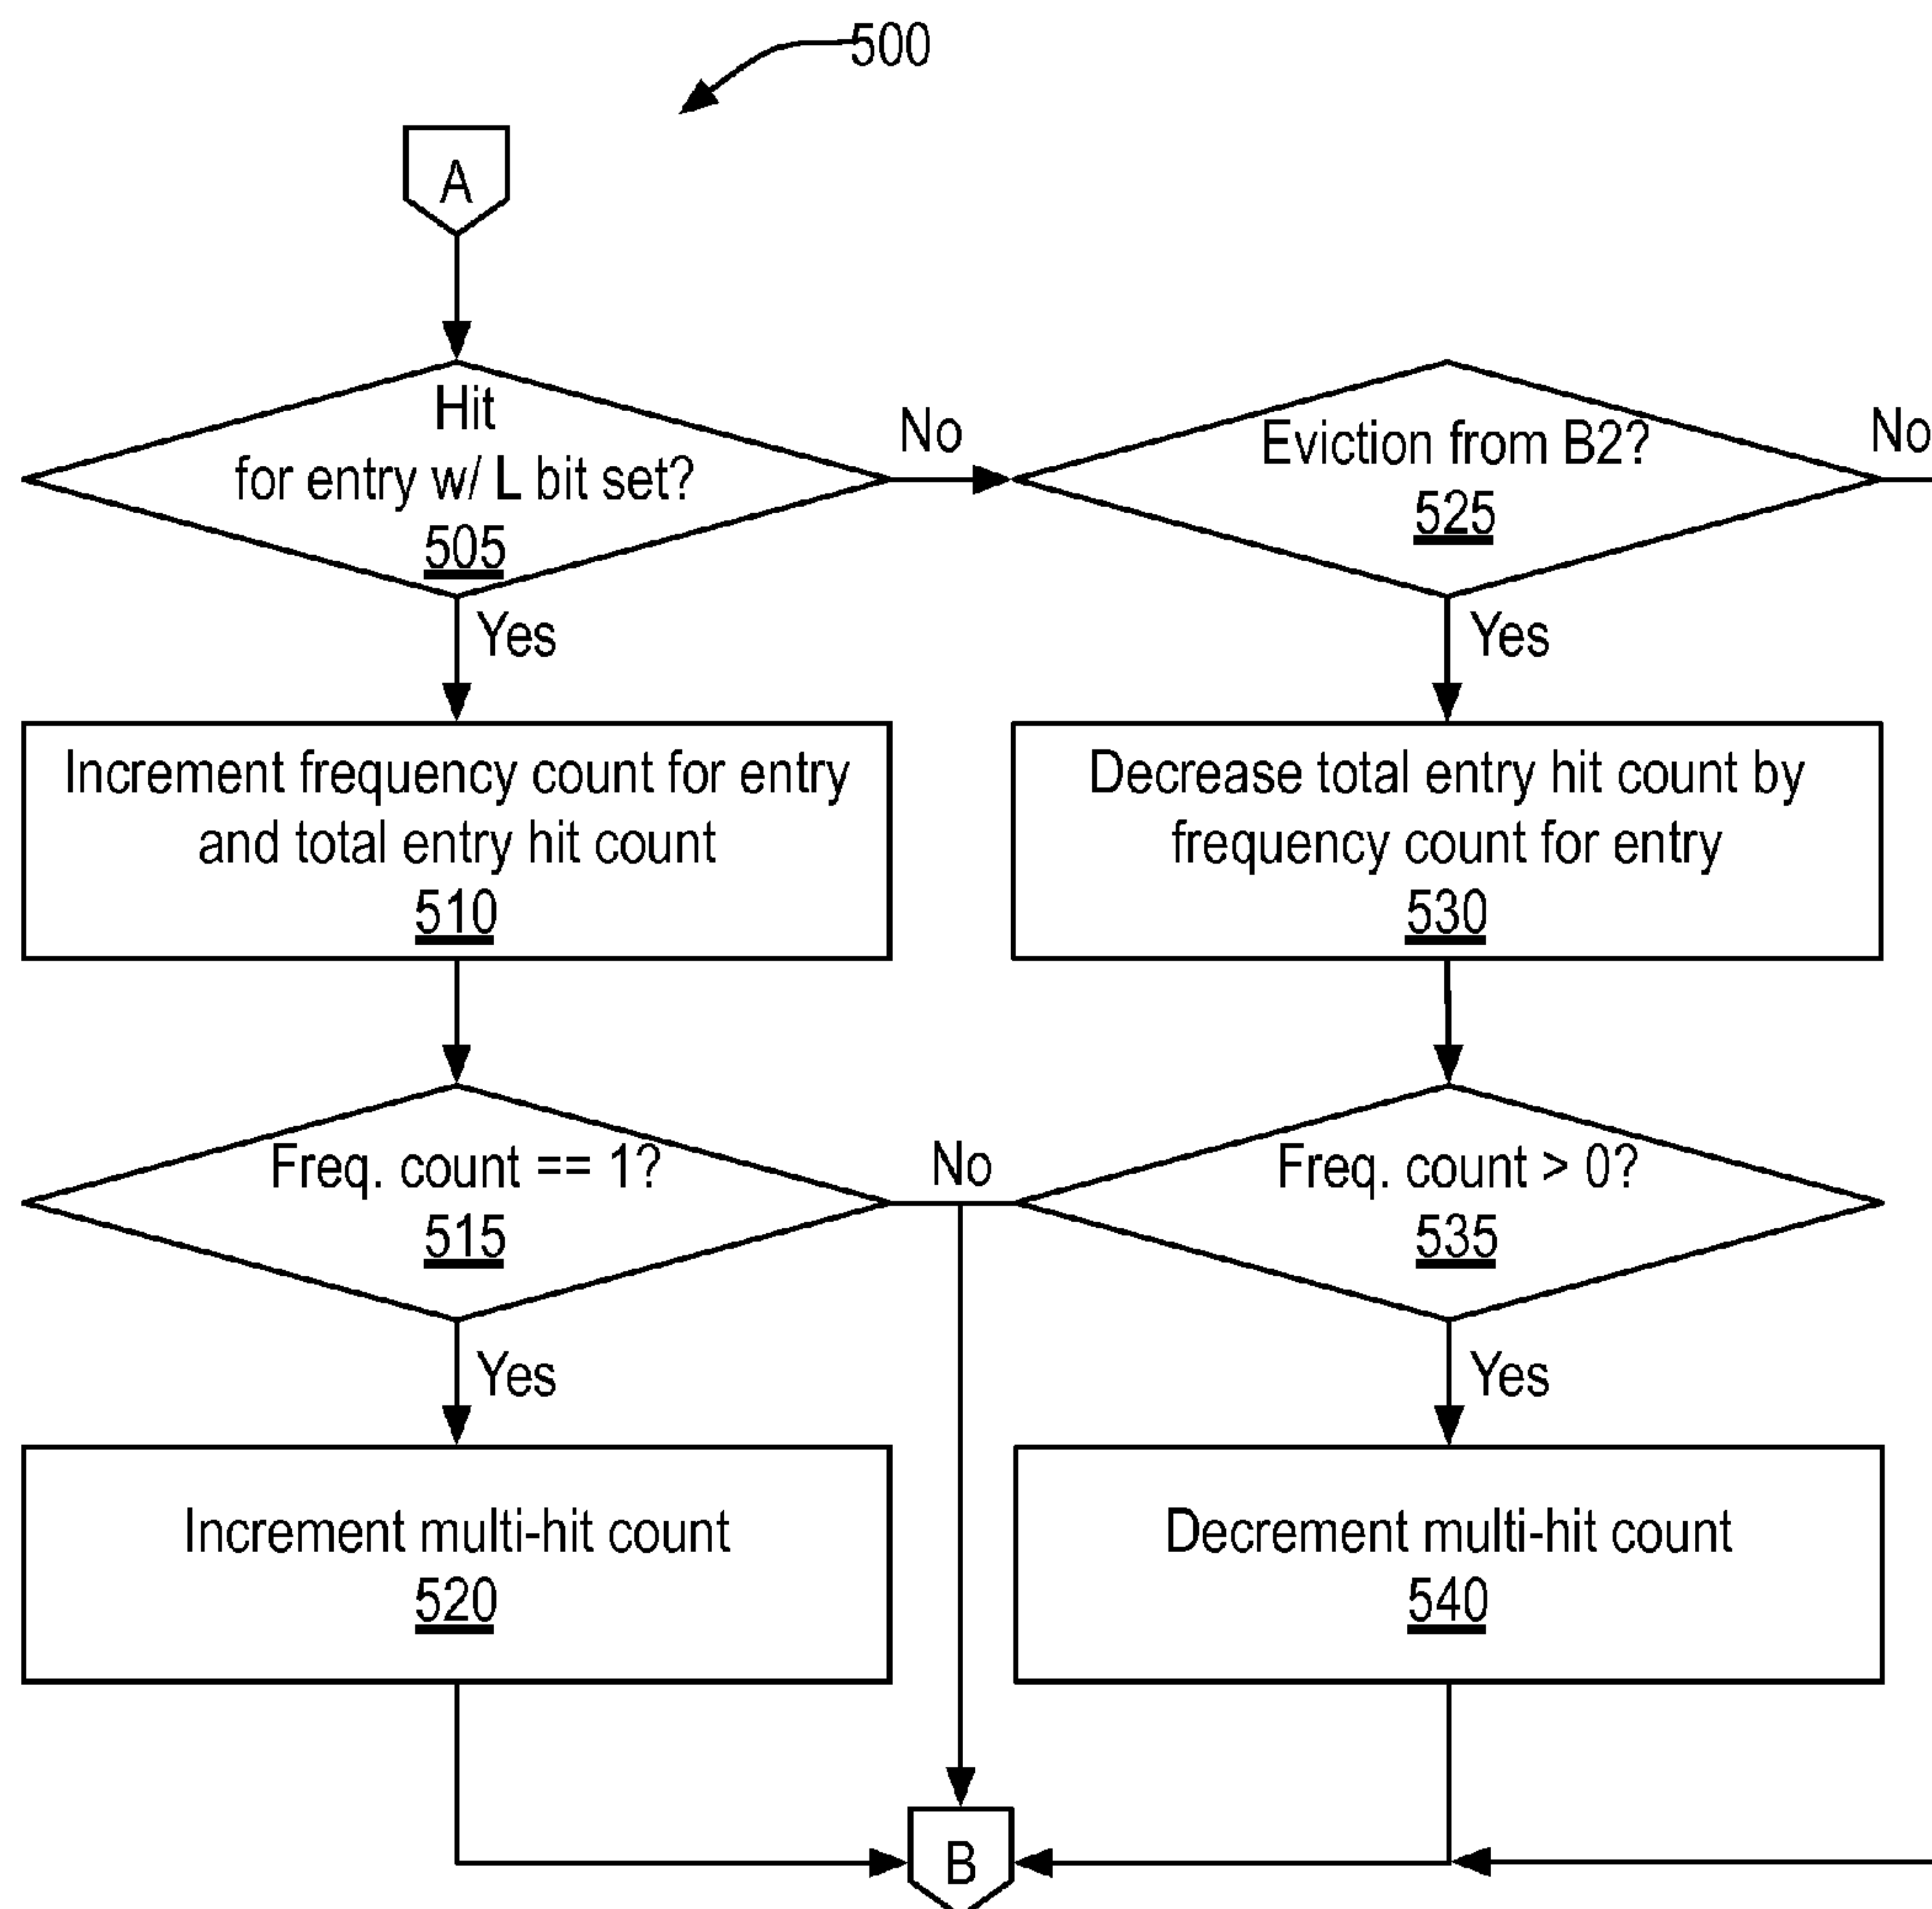 500
A
Hit
for entry w/ L bit set?
505
No
Eviction from B2?
525
No
Yes
Yes
Increment frequency count for entry
and total entry hit count
510
Decrease total entry hit count by
frequency count for entry
530
Freq. count == 1?
515
No
Freq. count > 0?
535
Yes
Yes
Increment multi-hit count
520
Decrement multi-hit count
540
B